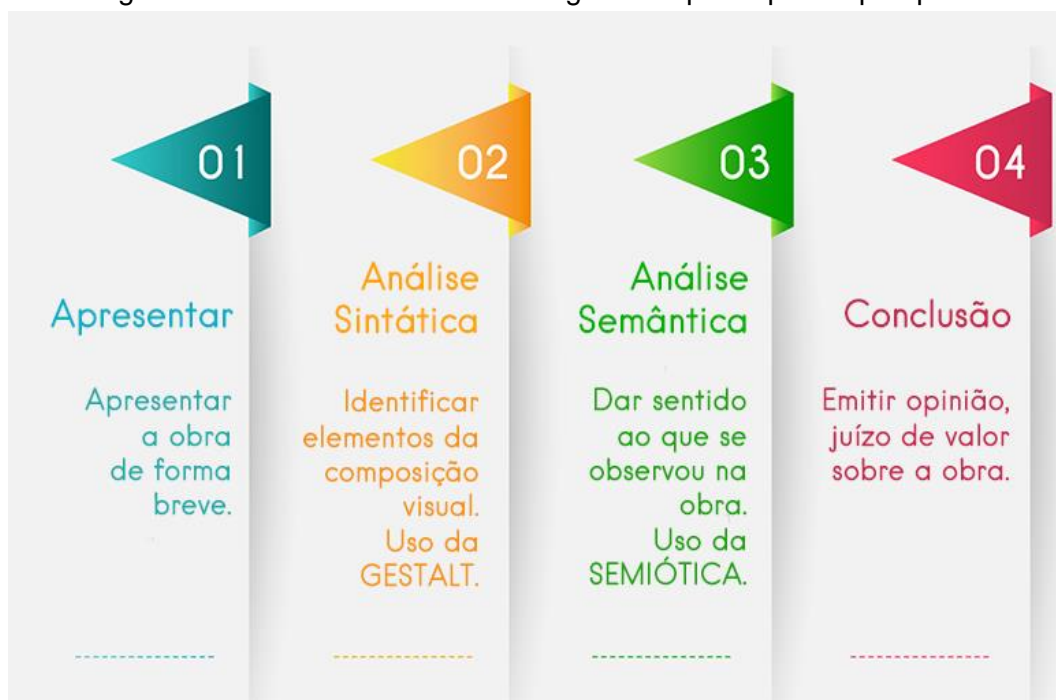 01
Apresentar
Apresentar
a obra
de forma
breve.
02
Análise
Sintática
Identificar
elementos da
composição
visual.
Uso da
GESTALT.
03
Análise
Semântica
Dar sentido
ao que se
observou na
obra.
Uso da
SEMIÓTICA.
04
Conclusão
Emitir opinião,
juízo de valor
sobre a obra.